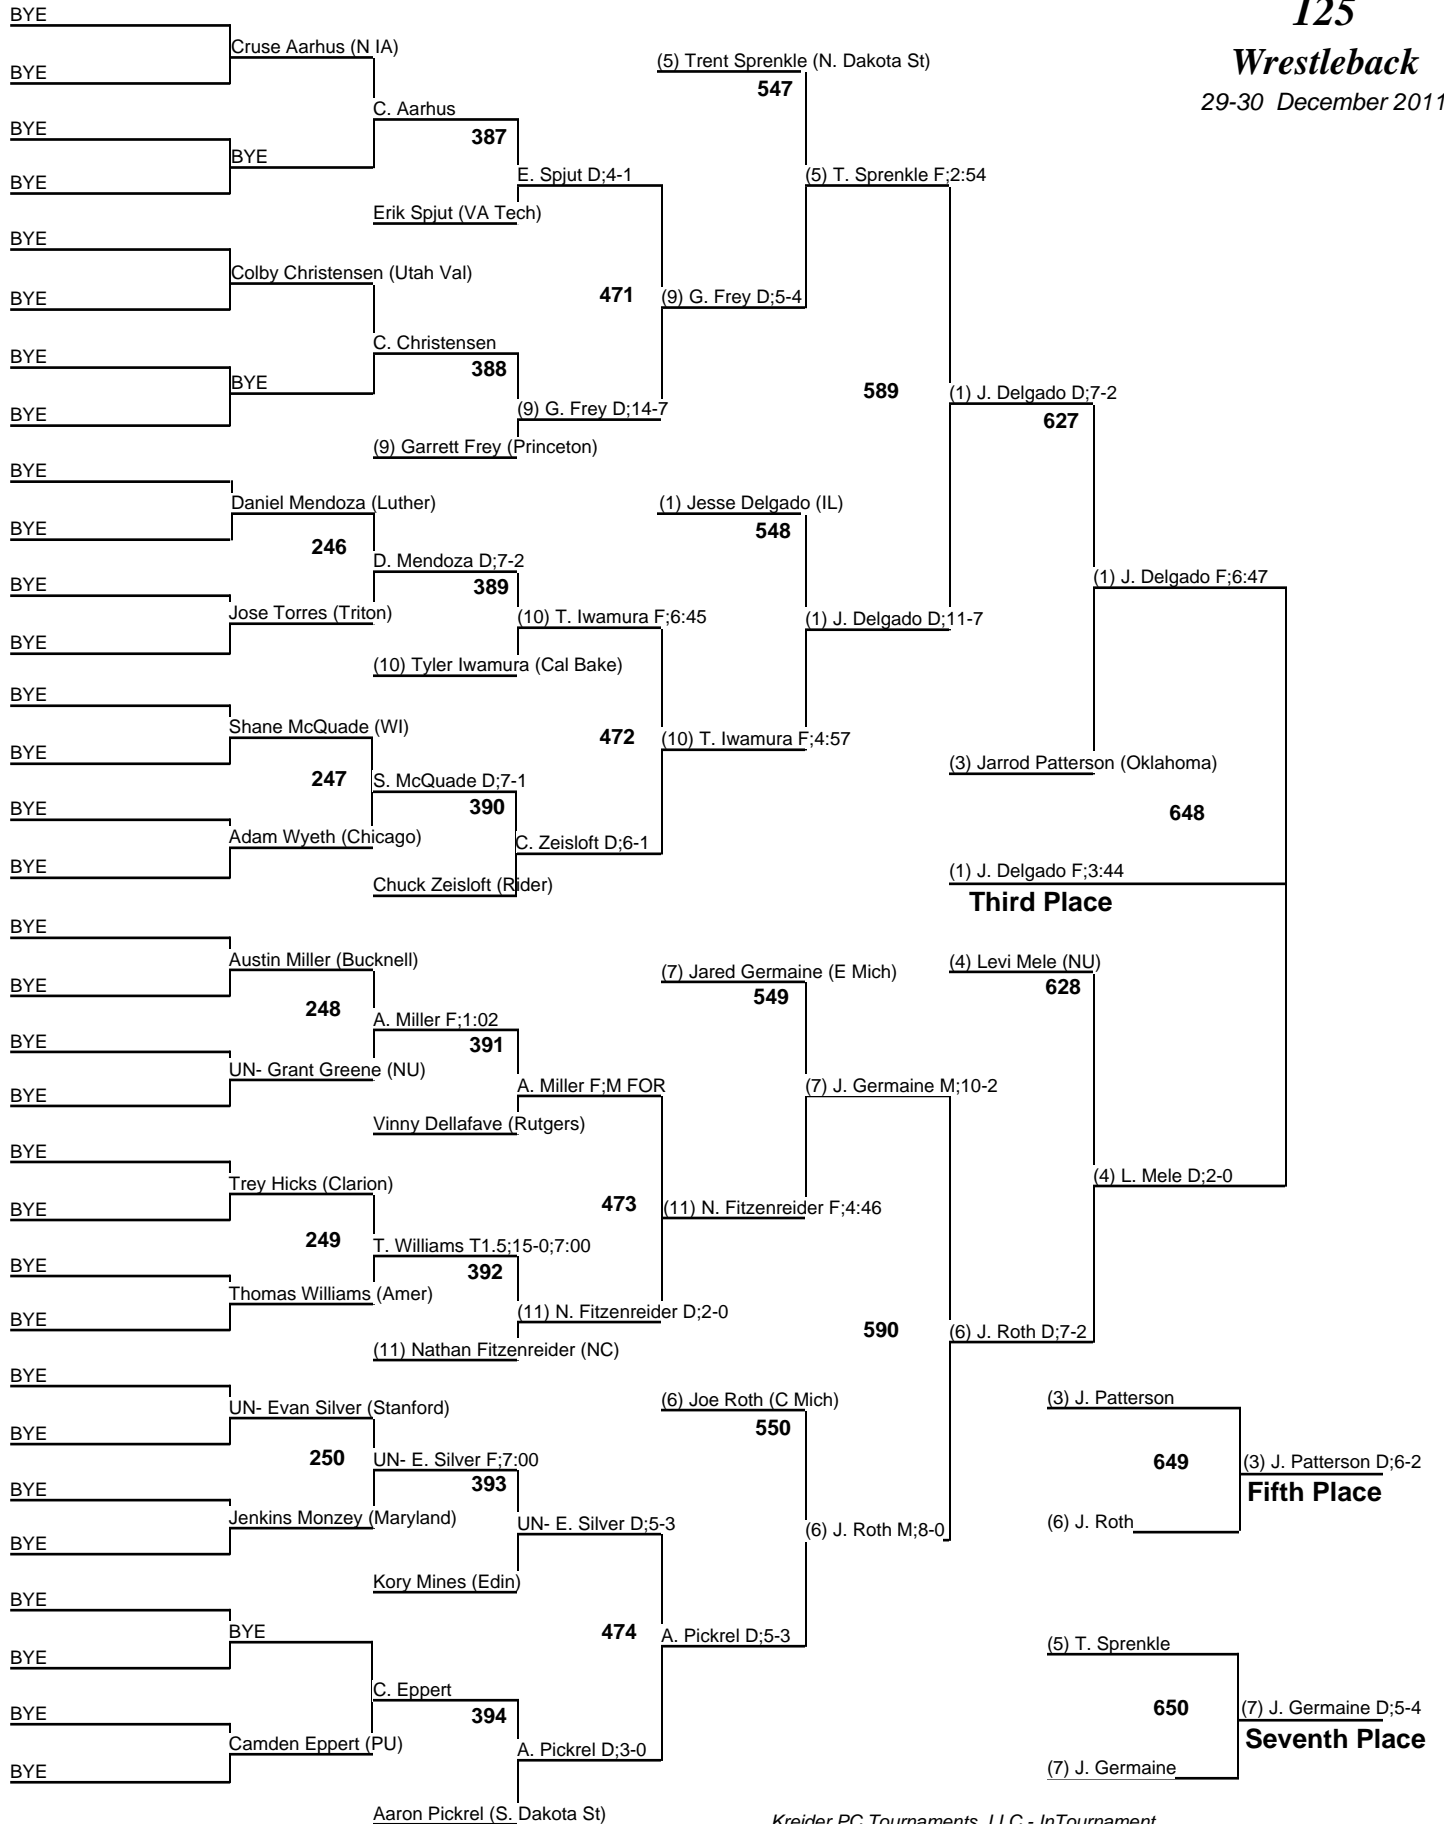 125
Wrestleback
29-30 December 2011
BYE
Cruse Aarhus (N IA)
(5) Trent Sprenkle (N. Dakota St)
BYE
547
C. Aarhus
BYE
387
BYE
E. Spjut D;4-1
(5) T. Sprenkle F;2:54
BYE
Erik Spjut (VA Tech)
BYE
Colby Christensen (Utah Val)
BYE
471
(9) G. Frey D;5-4
C. Christensen
BYE
388
BYE
589
(1) J. Delgado D;7-2
BYE
(9) G. Frey D;14-7
627
(9) Garrett Frey (Princeton)
BYE
Daniel Mendoza (Luther)
(1) Jesse Delgado (IL)
BYE
548
246
D. Mendoza D;7-2
BYE
389
(1) J. Delgado F;6:47
Jose Torres (Triton)
(10) T. Iwamura F;6:45
(1) J. Delgado D;11-7
BYE
(10) Tyler Iwamura (Cal Bake)
BYE
Shane McQuade (WI)
472
(10) T. Iwamura F;4:57
BYE
(3) Jarrod Patterson (Oklahoma)
247
S. McQuade D;7-1
BYE
390
648
Adam Wyeth (Chicago)
C. Zeisloft D;6-1
BYE
(1) J. Delgado F;3:44
Chuck Zeisloft (Rider)
Third Place
BYE
Austin Miller (Bucknell)
(4) Levi Mele (NU)
BYE
(7) Jared Germaine (E Mich)
628
549
248
A. Miller F;1:02
BYE
391
UN- Grant Greene (NU)
BYE
A. Miller F;M FOR
(7) J. Germaine M;10-2
Vinny Dellafave (Rutgers)
BYE
Trey Hicks (Clarion)
(4) L. Mele D;2-0
BYE
473
(11) N. Fitzenreider F;4:46
249
T. Williams T1.5;15-0;7:00
BYE
392
Thomas Williams (Amer)
BYE
(11) N. Fitzenreider D;2-0
590
(6) J. Roth D;7-2
(11) Nathan Fitzenreider (NC)
BYE
UN- Evan Silver (Stanford)
(6) Joe Roth (C Mich)
(3) J. Patterson
BYE
550
250
UN- E. Silver F;7:00
649
(3) J. Patterson D;6-2
BYE
393
Fifth Place
Jenkins Monzey (Maryland)
UN- E. Silver D;5-3
(6) J. Roth M;8-0
(6) J. Roth
BYE
Kory Mines (Edin)
BYE
BYE
474
A. Pickrel D;5-3
BYE
(5) T. Sprenkle
C. Eppert
BYE
394
650
(7) J. Germaine D;5-4
Camden Eppert (PU)
A. Pickrel D;3-0
Seventh Place
BYE
(7) J. Germaine
Aaron Pickrel (S. Dakota St)
Kreider PC Tournaments, LLC - InTournament